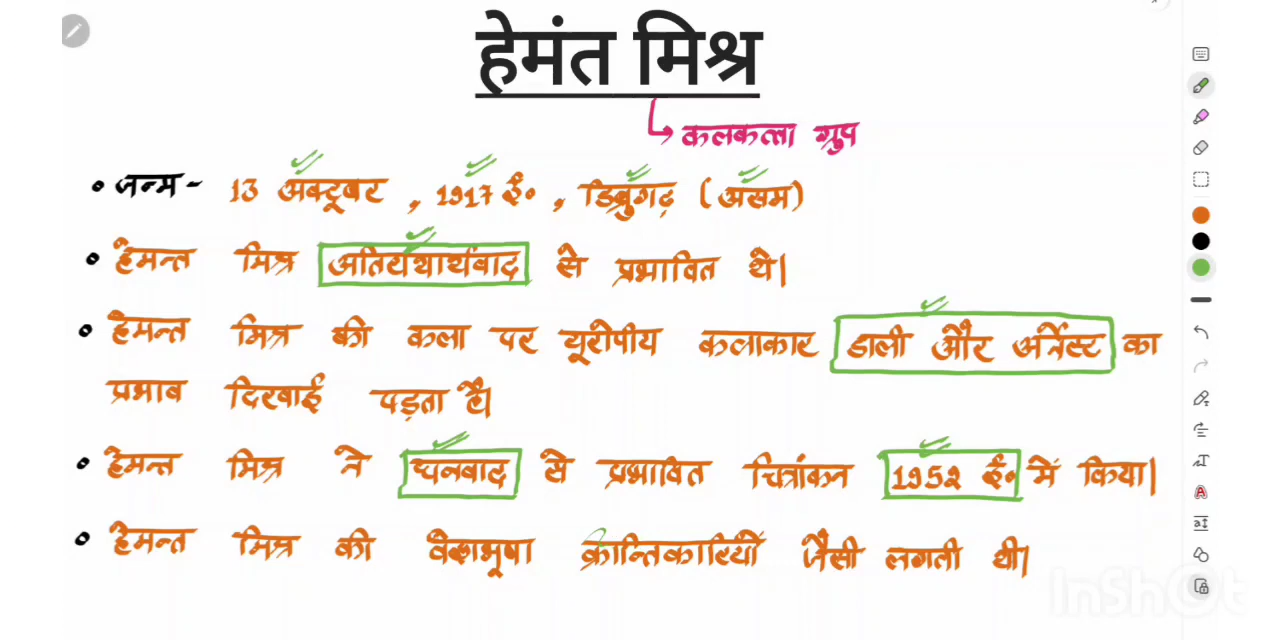 हेमंत मिश्र
कलकत्ता ग्रुप
• जन्म - 13 अक्टूबर , 1917 ई० , डिब्रुगढ़ (असम)
• हेमन्त मिश्र अतियथार्थवाद से प्रभावित थे।
• हेमन्त मिश्र की कला पर यूरोपीय कलाकार डाली और अर्नेस्ट का
प्रभाव दिखाई पड़ता है।
• हेमन्त मिश्र ने घनवाद से प्रभावित चित्रांकन 1952 ई० में किया।
• हेमन्त मिश्र की वेशभूषा क्रान्तिकारियों जैसी लगती थी।
InShOt